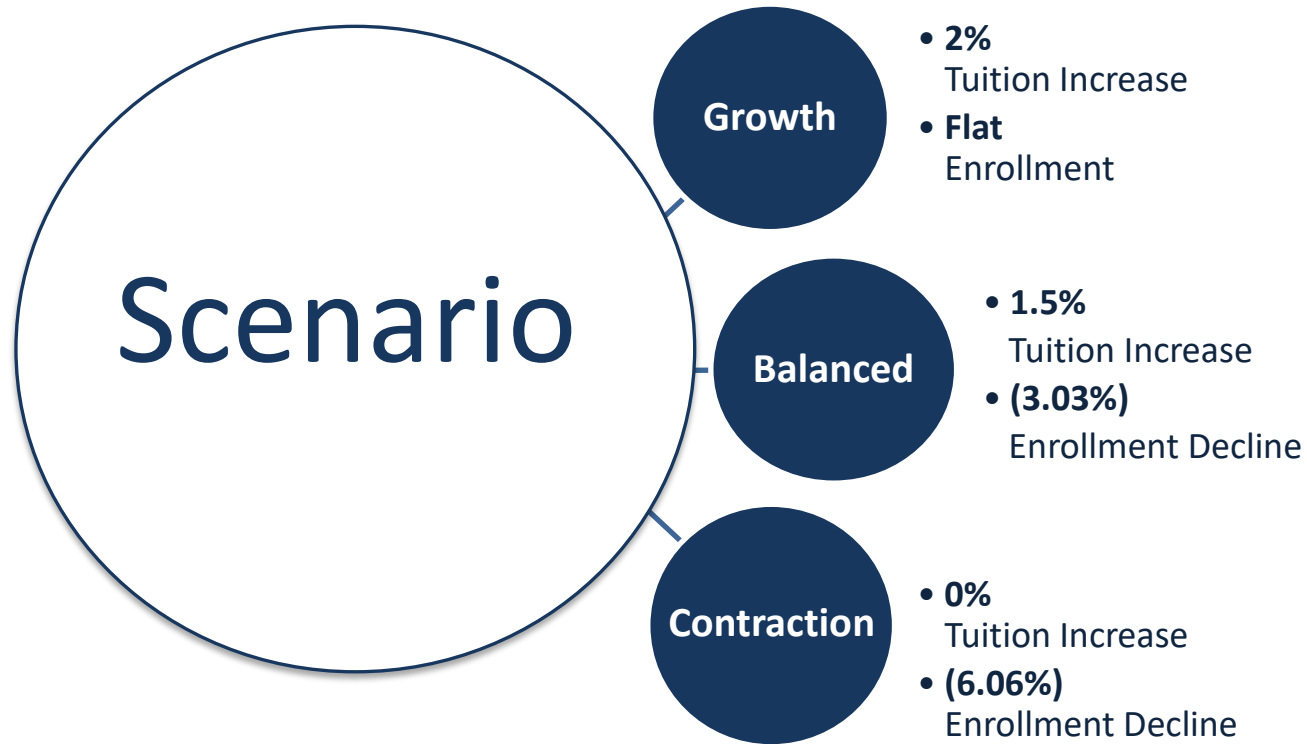 Scenario
Growth
• 2%
Tuition Increase
• Flat
Enrollment
Balanced
• 1.5%
Tuition Increase
• (3.03%)
Enrollment Decline
Contraction
• 0%
Tuition Increase
• (6.06%)
Enrollment Decline